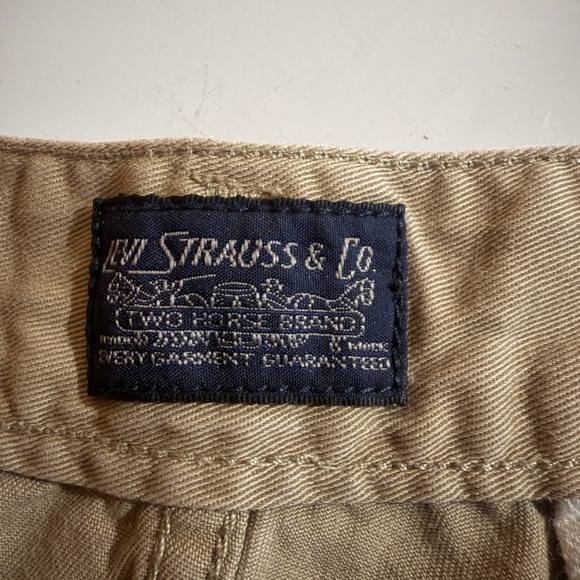 LEVI STRAUSS & CO.
TWO HORSE BRAND
EVERY GARMENT GUARANTEED